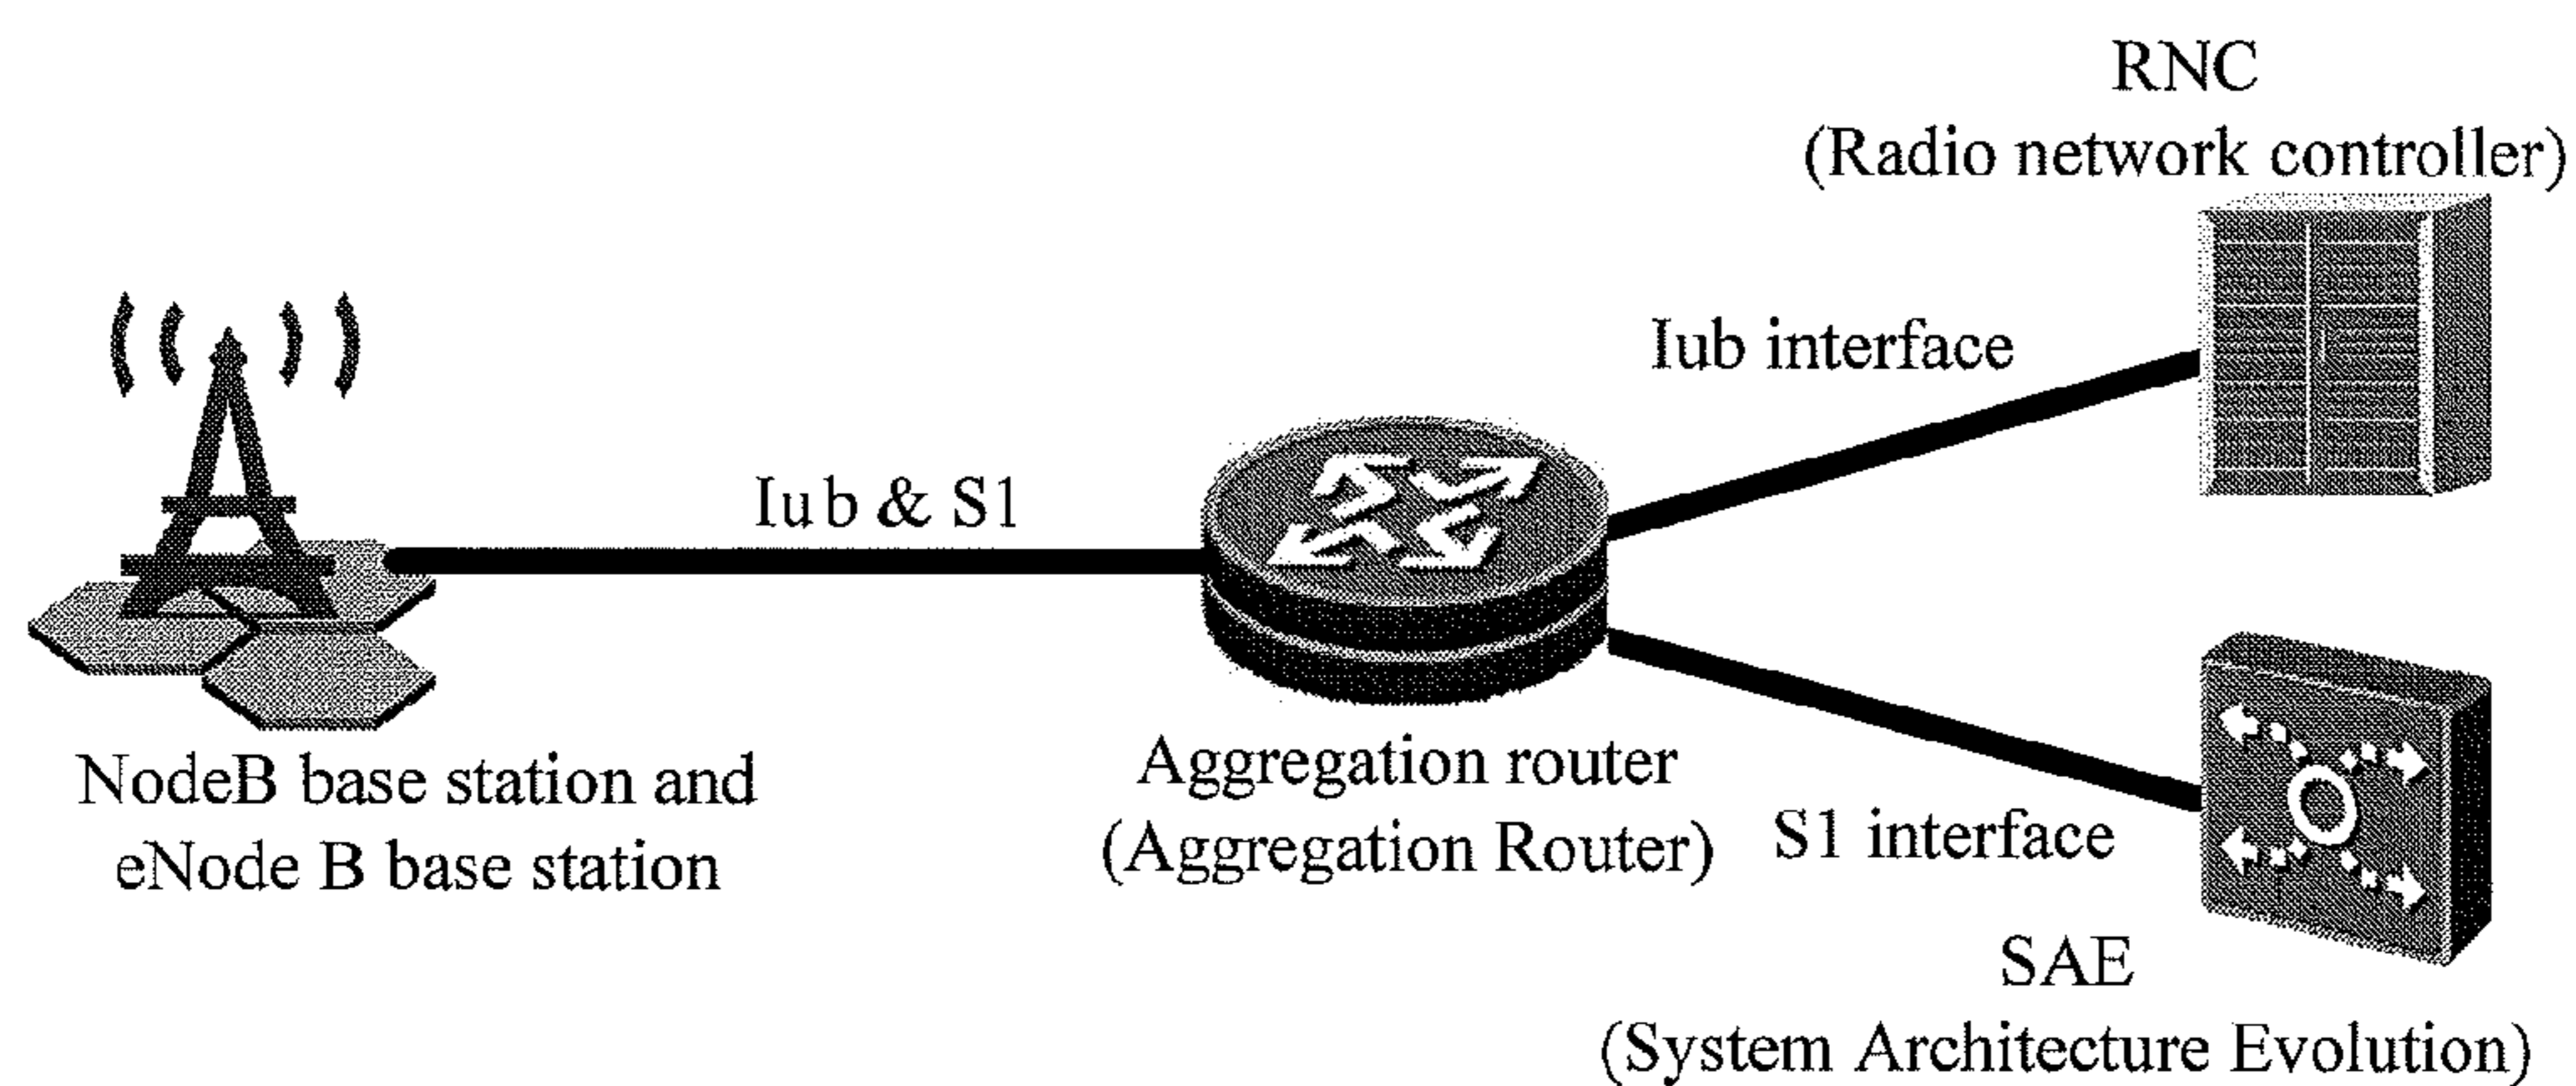 RNC
(Radio network controller)
Iub interface
Iub & S1
NodeB base station and
eNode B base station
Aggregation router
(Aggregation Router)
S1 interface
SAE
(System Architecture Evolution)